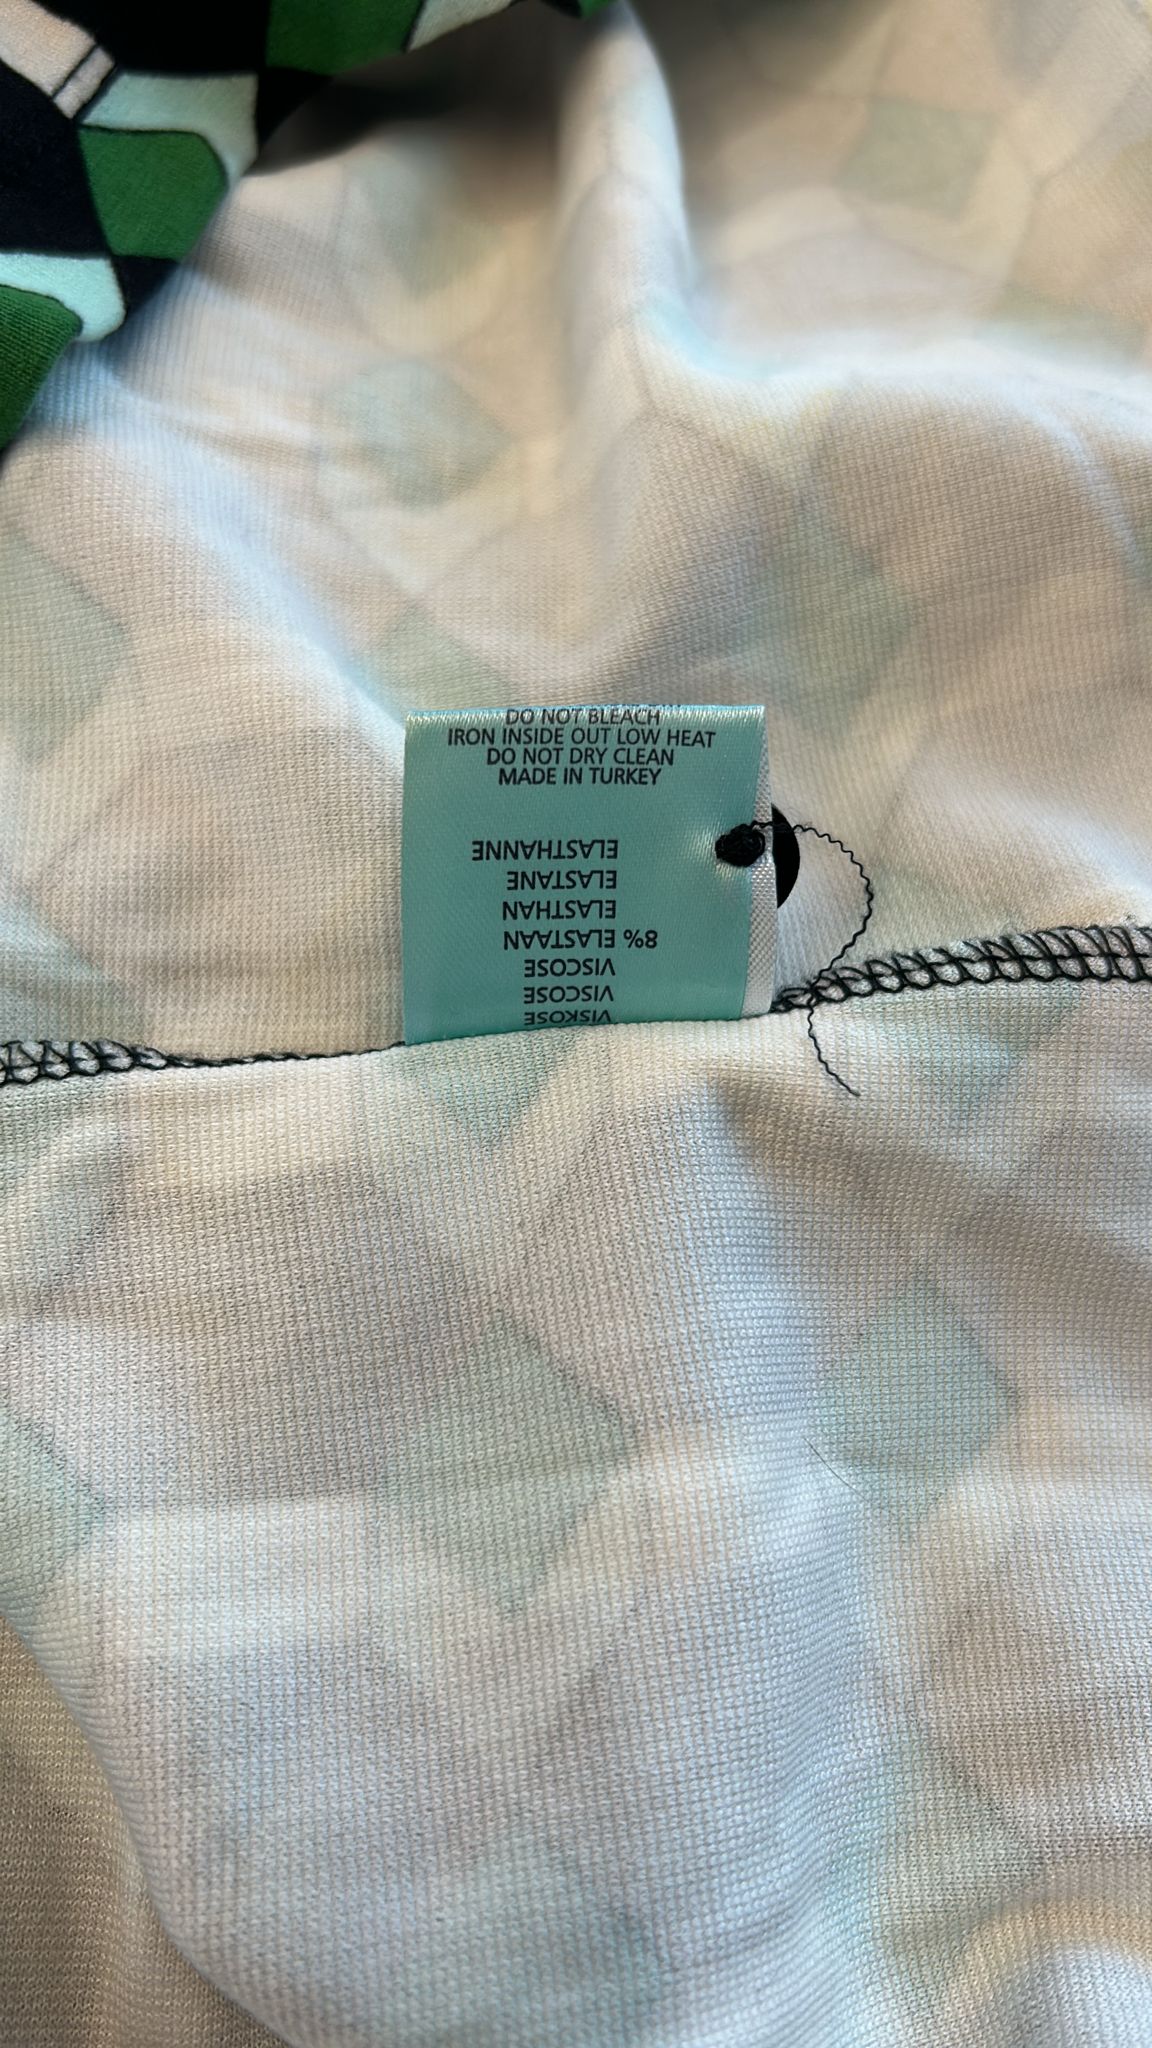 DO NOT BLEACH
IRON INSIDE OUT LOW HEAT
DO NOT DRY CLEAN
MADE IN TURKEY
VISKOSE
VISCOSE
VISCOSE
8% ELASTAAN
ELASTHAN
ELASTANE
ELASTHANNE